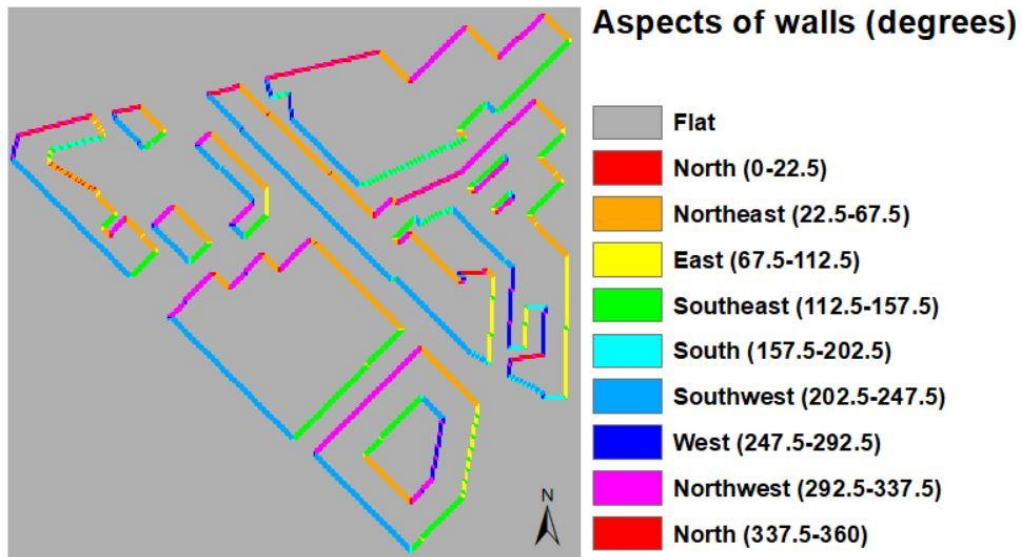 Aspects of walls (degrees)
Flat
North (0-22.5)
Northeast (22.5-67.5)
East (67.5-112.5)
Southeast (112.5-157.5)
South (157.5-202.5)
Southwest (202.5-247.5)
West (247.5-292.5)
Northwest (292.5-337.5)
North (337.5-360)
N